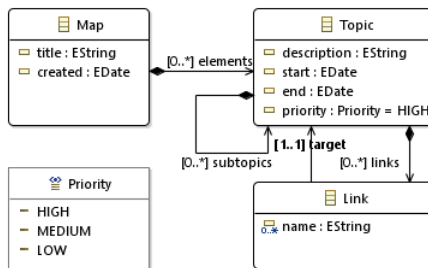 Map
title : EString
created : EDate
[0..*] elements
Topic
description : EString
start : EDate
end : EDate
priority : Priority = HIGH
[0..*] subtopics
[1..1] target
[0..*] links
Priority
HIGH
MEDIUM
LOW
Link
0..* name : EString